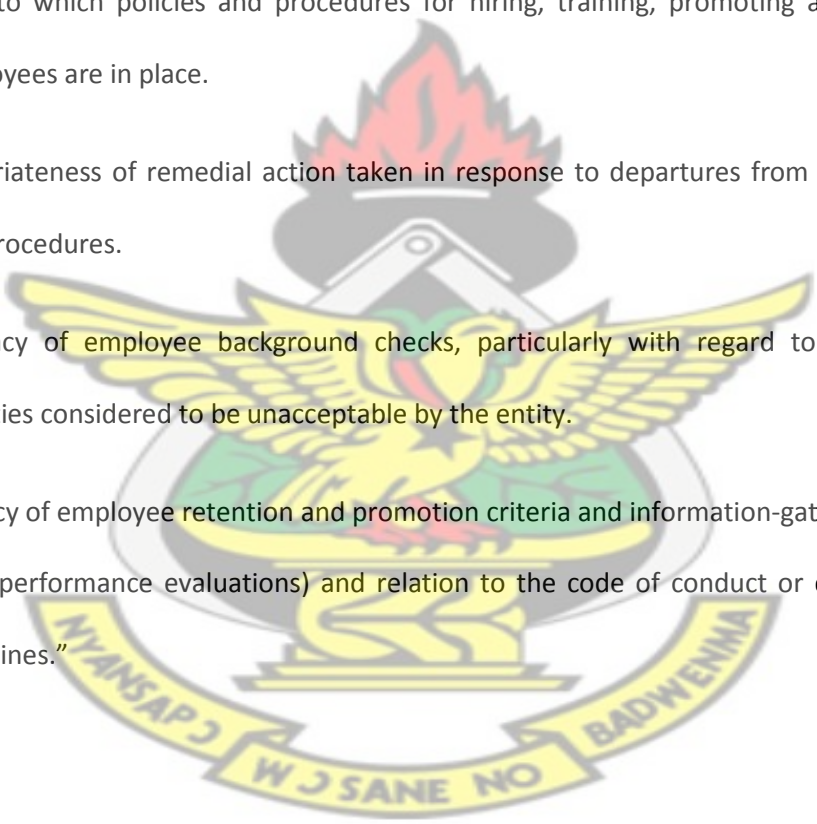 to which policies and procedures for hiring, training, promoting a
oyees are in place.
riateness of remedial action taken in response to departures from
rocedures.
cy of employee background checks, particularly with regard to
ties considered to be unacceptable by the entity.
cy of employee retention and promotion criteria and information-gat
performance evaluations) and relation to the code of conduct or
ines.”
NYANSAPƆ
WƆSANE NO
BADWENMA